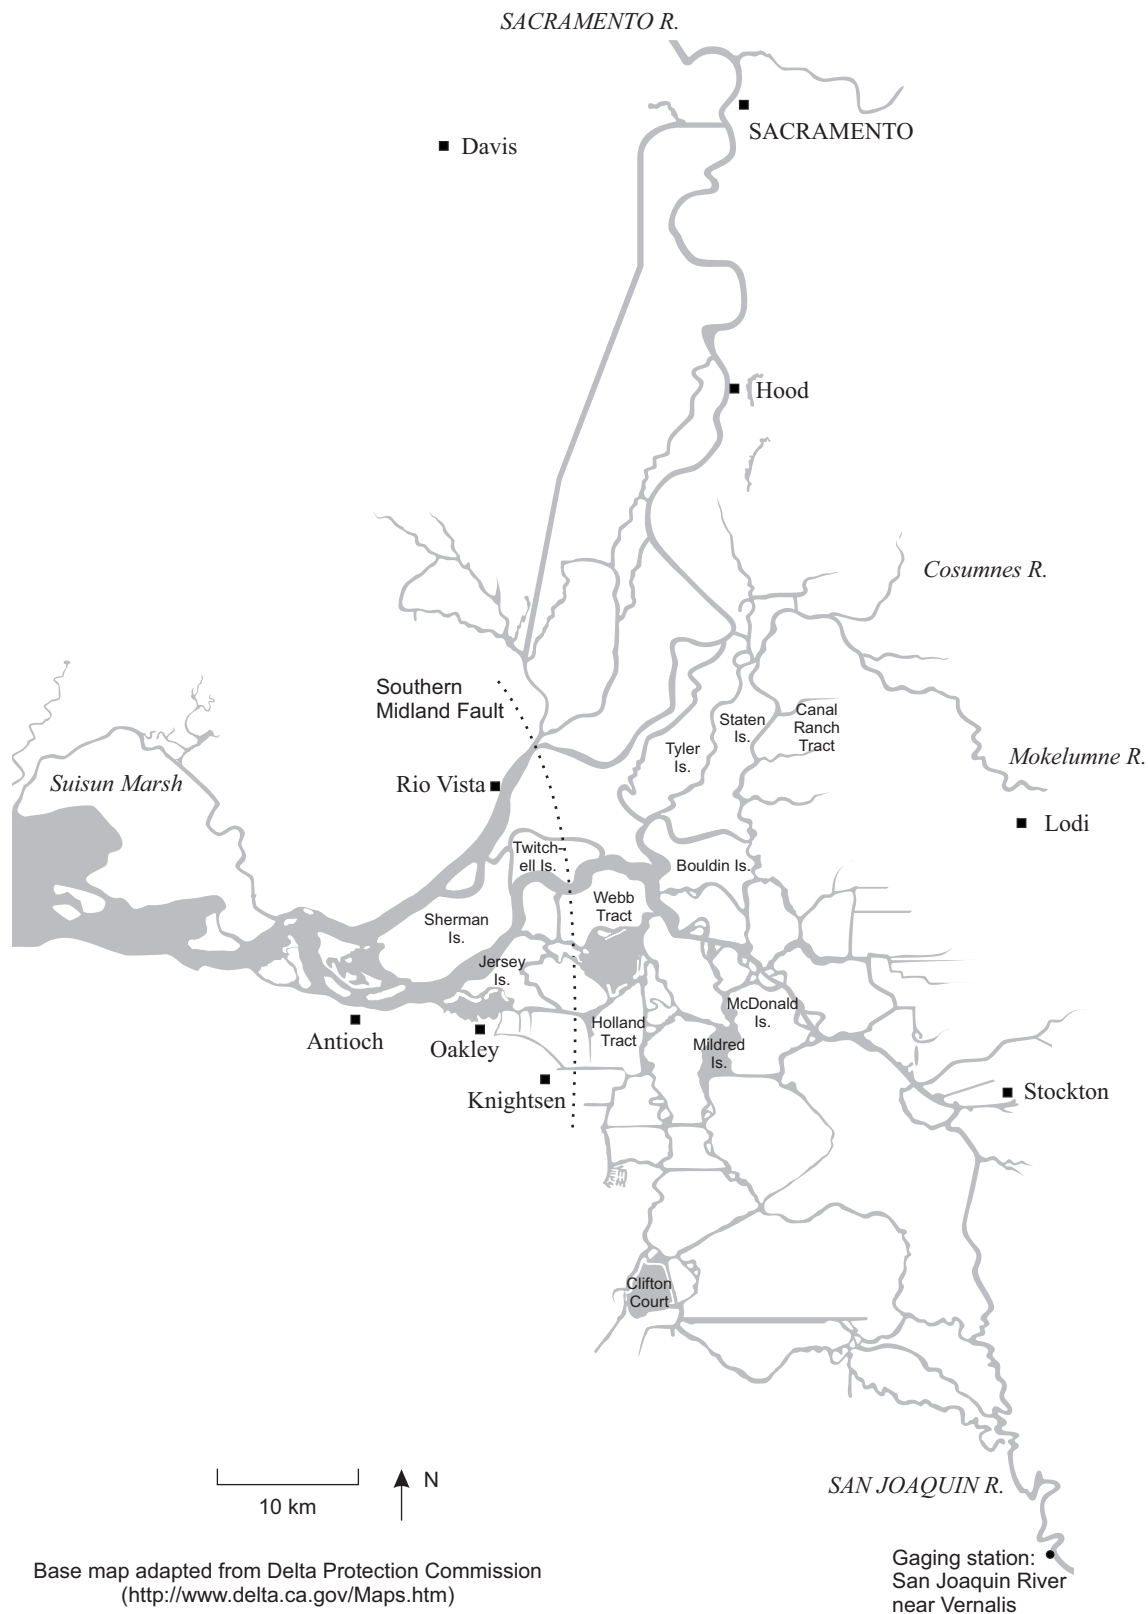 SACRAMENTO R.
SACRAMENTO
Davis
Hood
Cosumnes R.
Southern
Midland Fault
Canal
Ranch
Tract
Staten
Is.
Tyler
Is.
Mokelumne R.
Suisun Marsh
Rio Vista
Lodi
Twitch-
ell Is.
Bouldin Is.
Webb
Tract
Sherman
Is.
Jersey
Is.
McDonald
Is.
Holland
Tract
Mildred
Is.
Antioch
Oakley
Knightsen
Stockton
Clifton
Court
N
10 km
SAN JOAQUIN R.
Gaging station:
San Joaquin River
near Vernalis
Base map adapted from Delta Protection Commission
(http://www.delta.ca.gov/Maps.htm)